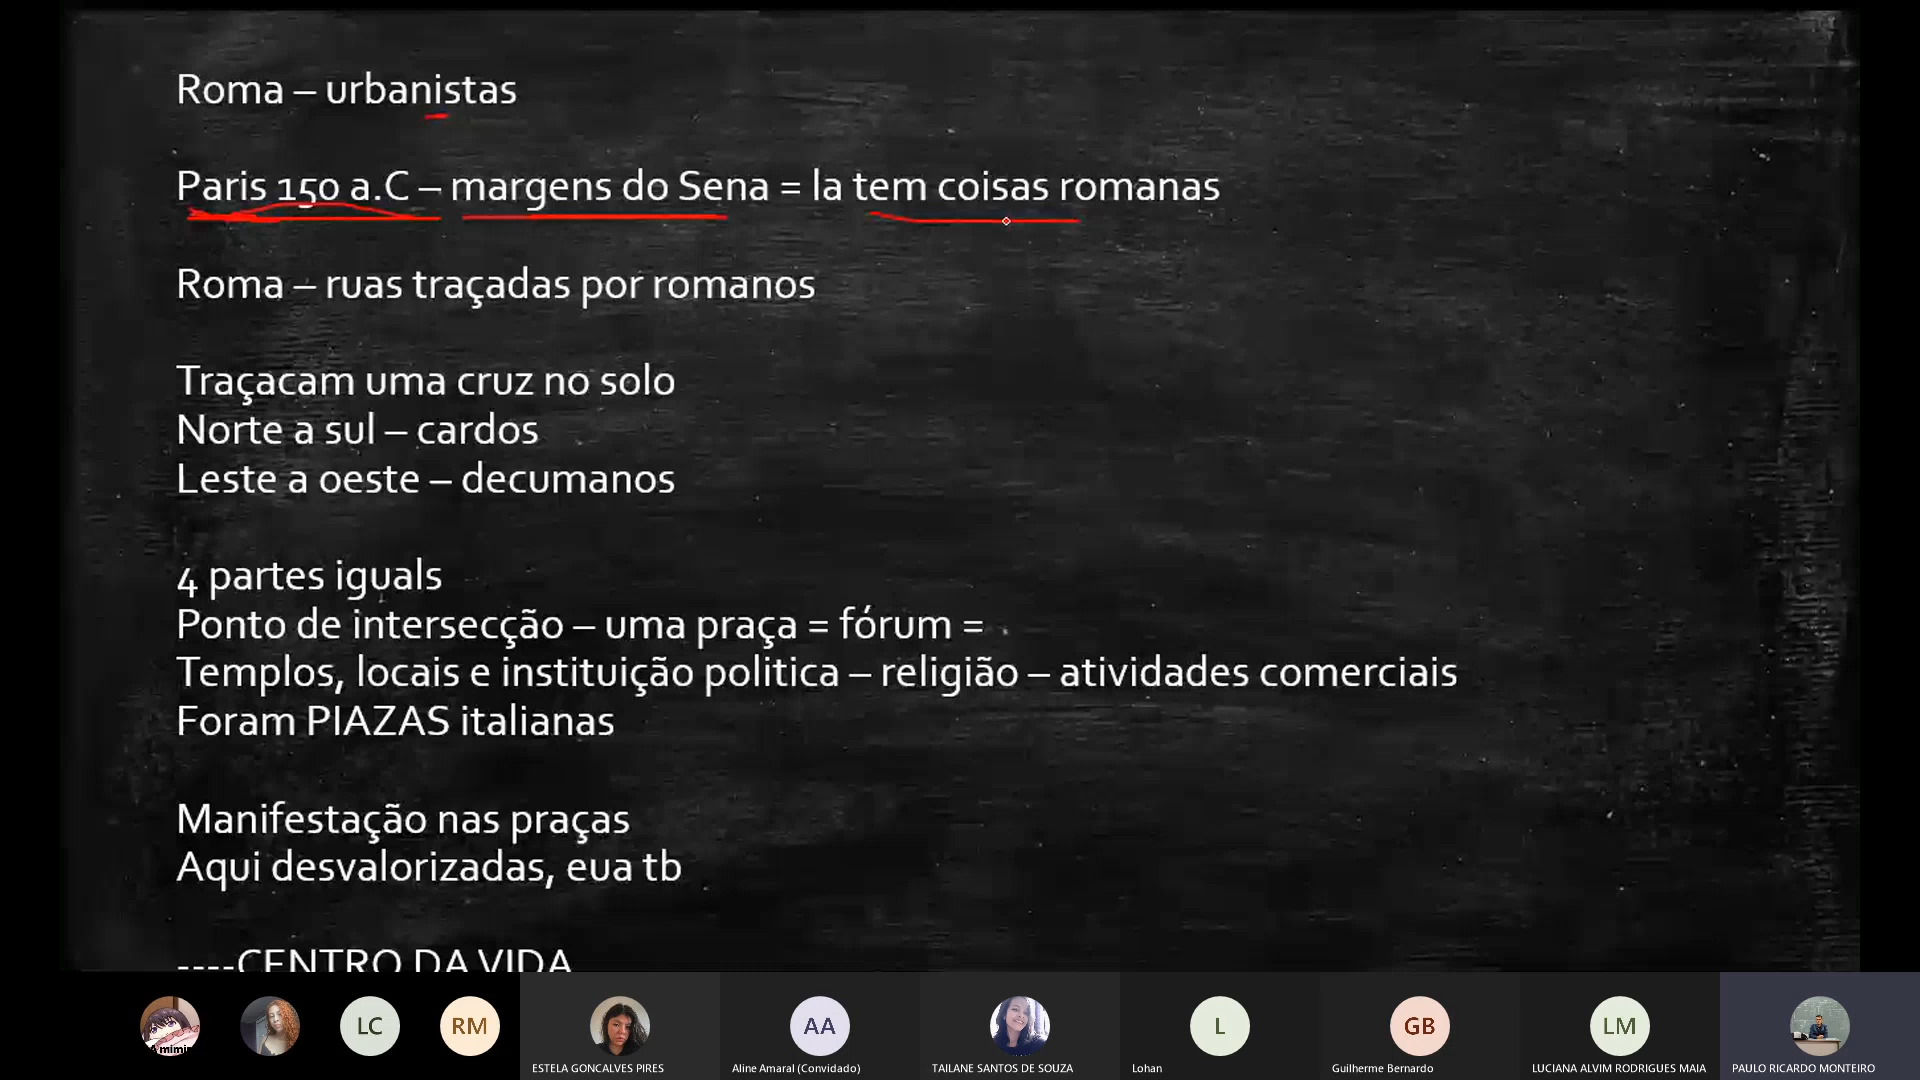 Roma – urbanistas
Paris 150 a.C – margens do Sena = la tem coisas romanas
Roma – ruas traçadas por romanos
Traçacam uma cruz no solo
Norte a sul – cardos
Leste a oeste – decumanos
4 partes iguals
Ponto de intersecção – uma praça = fórum =
Templos, locais e instituição politica – religião – atividades comerciais
Foram PIAZAS italianas
Manifestação nas praças
Aqui desvalorizadas, eua tb
----CENTRO DA VIDA
LC
RM
AA
L
GB
LM
ESTELA GONCALVES PIRES
Aline Amaral (Convidado)
TAILANE SANTOS DE SOUZA
Lohan
Guilherme Bernardo
LUCIANA ALVIM RODRIGUES MAIA
PAULO RICARDO MONTEIRO